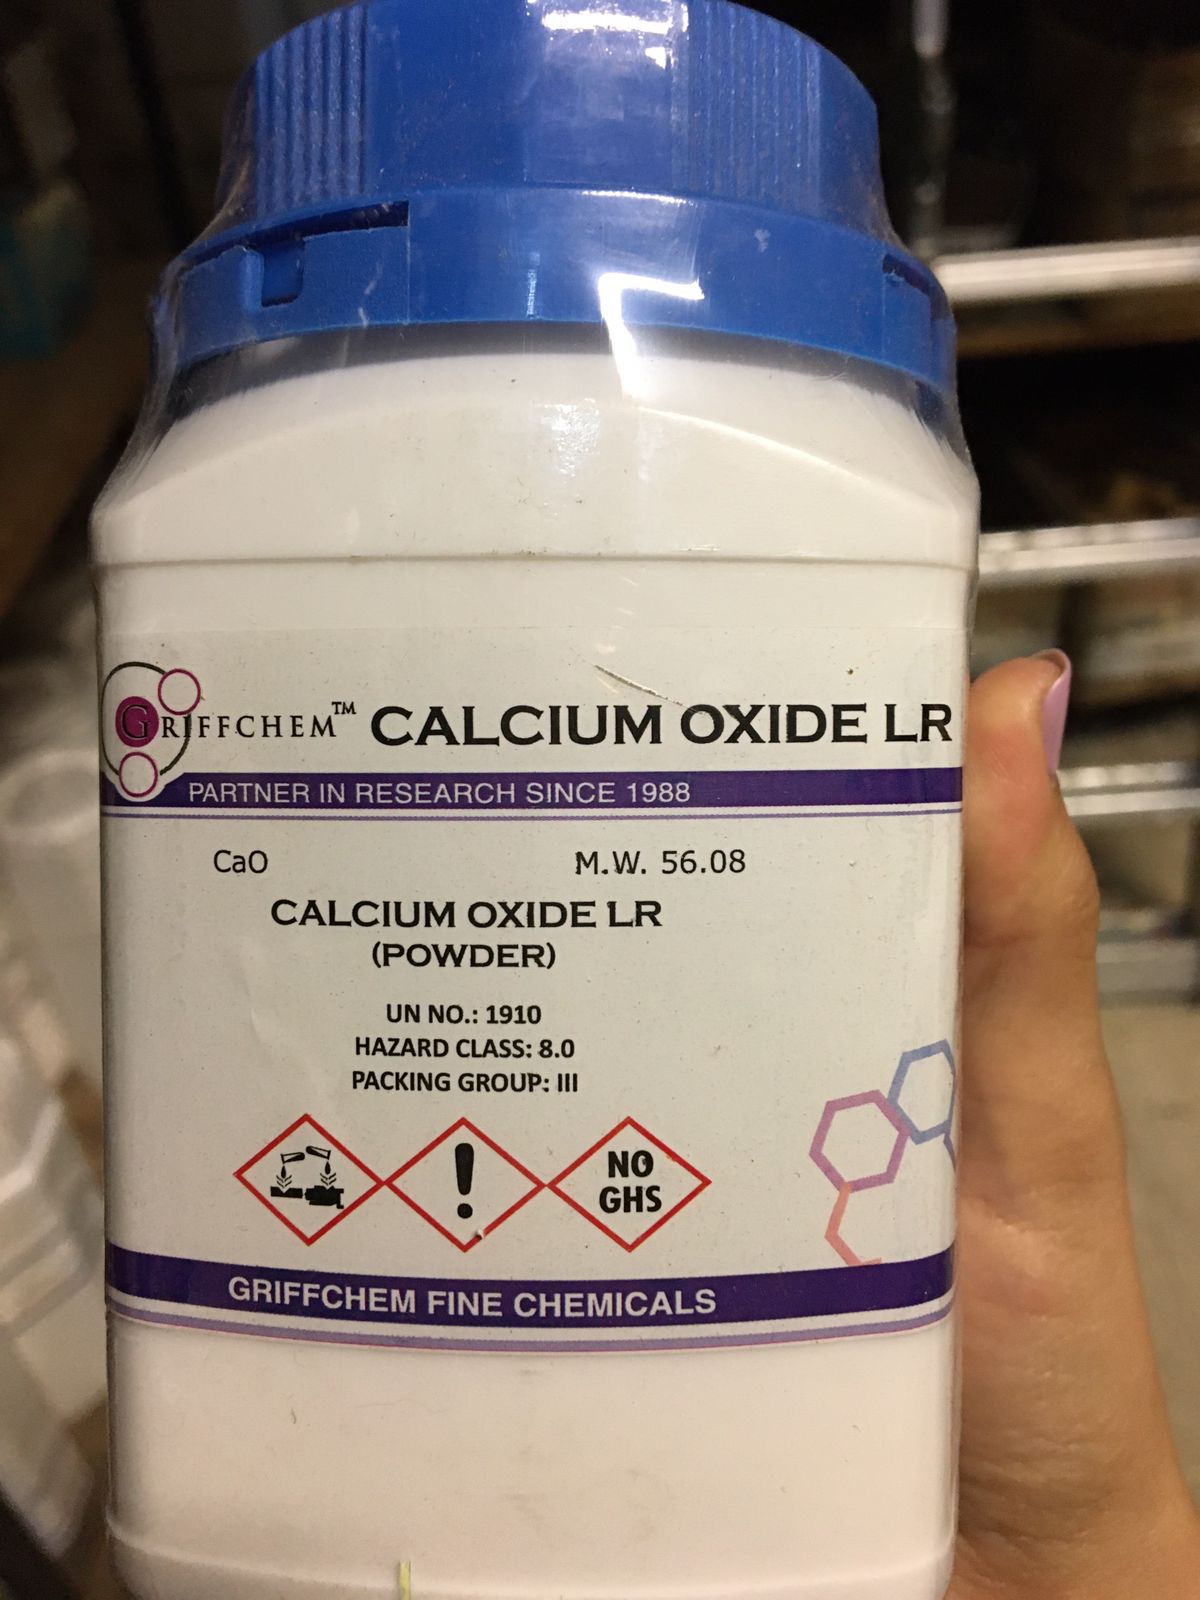 GRIFFCHEM™ CALCIUM OXIDE LR
PARTNER IN RESEARCH SINCE 1988
CaO M.W. 56.08
CALCIUM OXIDE LR
(POWDER)
UN NO.: 1910
HAZARD CLASS: 8.0
PACKING GROUP: III
!
NO
GHS
GRIFFCHEM FINE CHEMICALS